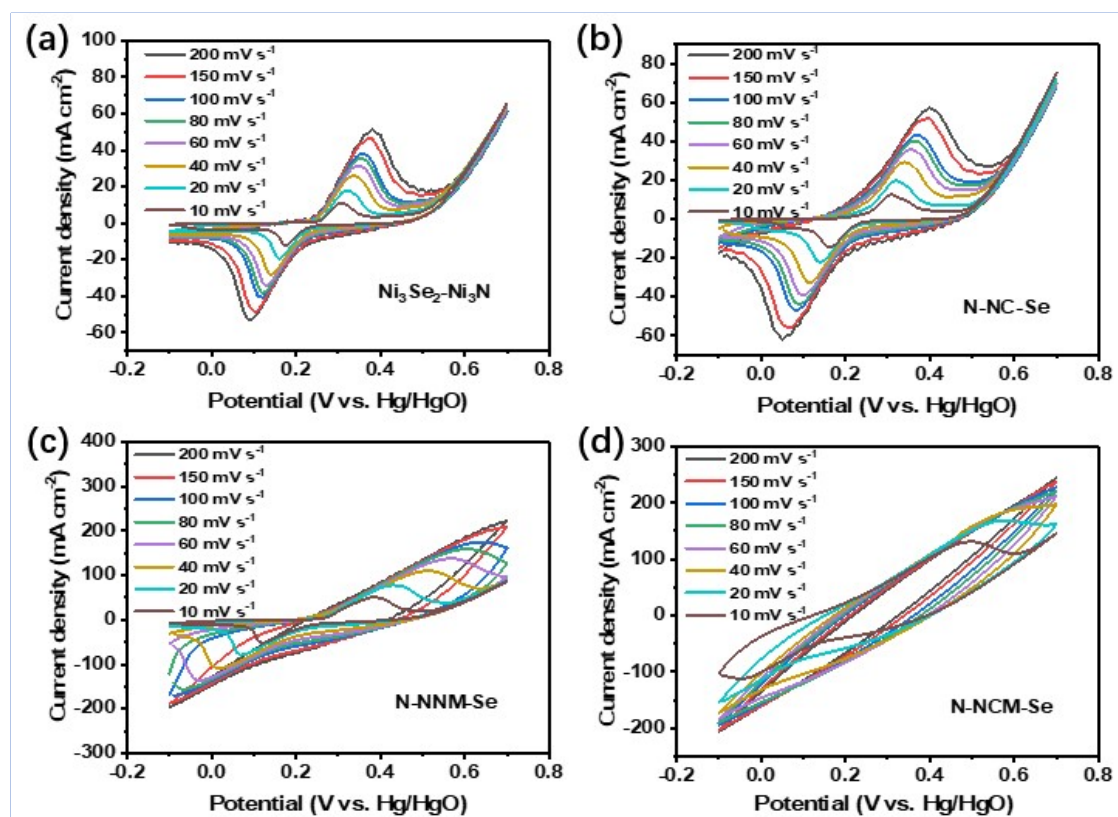 (a)
100
80
60
40
20
0
-20
-40
-60
Current density (mA cm⁻²)
200 mV s⁻¹
150 mV s⁻¹
100 mV s⁻¹
80 mV s⁻¹
60 mV s⁻¹
40 mV s⁻¹
20 mV s⁻¹
10 mV s⁻¹
Ni₃Se₂-Ni₃N
-0.2 0.0 0.2 0.4 0.6 0.8
Potential (V vs. Hg/HgO)
(b)
80
60
40
20
0
-20
-40
-60
Current density (mA cm⁻²)
200 mV s⁻¹
150 mV s⁻¹
100 mV s⁻¹
80 mV s⁻¹
60 mV s⁻¹
40 mV s⁻¹
20 mV s⁻¹
10 mV s⁻¹
N-NC-Se
-0.2 0.0 0.2 0.4 0.6 0.8
Potential (V vs. Hg/HgO)
(c)
400
300
200
100
0
-100
-200
-300
Current density (mA cm⁻²)
200 mV s⁻¹
150 mV s⁻¹
100 mV s⁻¹
80 mV s⁻¹
60 mV s⁻¹
40 mV s⁻¹
20 mV s⁻¹
10 mV s⁻¹
N-NNM-Se
-0.2 0.0 0.2 0.4 0.6 0.8
Potential (V vs. Hg/HgO)
(d)
300
200
100
0
-100
-200
Current density (mA cm⁻²)
200 mV s⁻¹
150 mV s⁻¹
100 mV s⁻¹
80 mV s⁻¹
60 mV s⁻¹
40 mV s⁻¹
20 mV s⁻¹
10 mV s⁻¹
N-NCM-Se
-0.2 0.0 0.2 0.4 0.6 0.8
Potential (V vs. Hg/HgO)